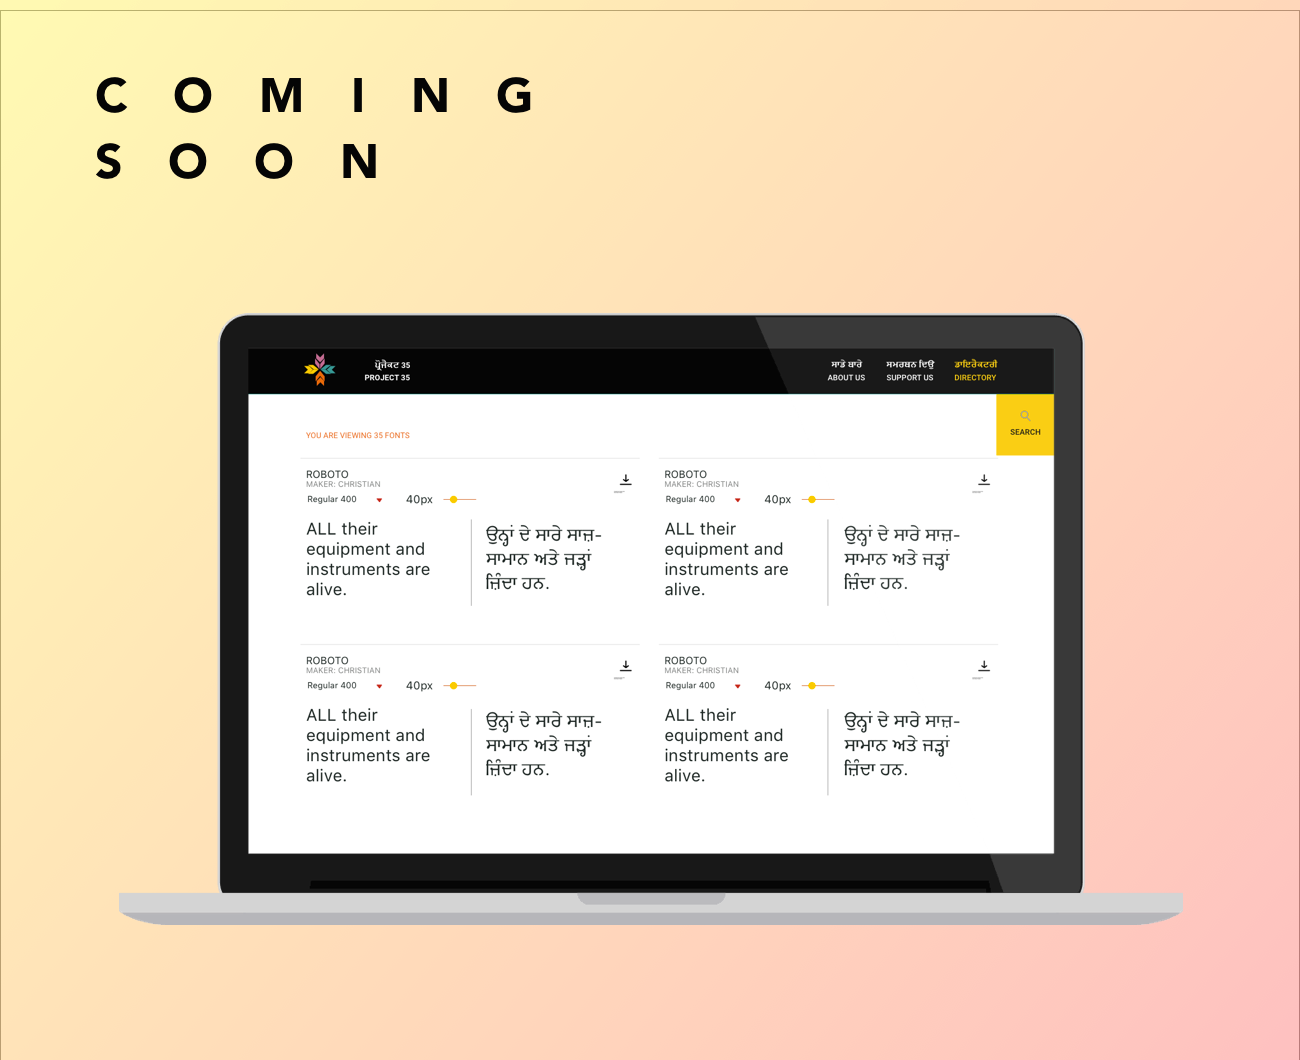 COMING
SOON
ਪ੍ਰੋਜੈਕਟ 35
PROJECT 35
ਸਾਡੇ ਬਾਰੇ
ABOUT US
ਸਮਰਥਨ ਦਿਉ
SUPPORT US
ਡਾਇਰੈਕਟਰੀ
DIRECTORY
SEARCH
YOU ARE VIEWING 35 FONTS
ROBOTO
MAKER: CHRISTIAN
Regular 400 40px
ALL their
equipment and
instruments are
alive.
ਉਨ੍ਹਾਂ ਦੇ ਸਾਰੇ ਸਾਜ਼-
ਸਾਮਾਨ ਅਤੇ ਜੜ੍ਹਾਂ
ਜ਼ਿੰਦਾ ਹਨ.
ROBOTO
MAKER: CHRISTIAN
Regular 400 40px
ALL their
equipment and
instruments are
alive.
ਉਨ੍ਹਾਂ ਦੇ ਸਾਰੇ ਸਾਜ਼-
ਸਾਮਾਨ ਅਤੇ ਜੜ੍ਹਾਂ
ਜ਼ਿੰਦਾ ਹਨ.
ROBOTO
MAKER: CHRISTIAN
Regular 400 40px
ALL their
equipment and
instruments are
alive.
ਉਨ੍ਹਾਂ ਦੇ ਸਾਰੇ ਸਾਜ਼-
ਸਾਮਾਨ ਅਤੇ ਜੜ੍ਹਾਂ
ਜ਼ਿੰਦਾ ਹਨ.
ROBOTO
MAKER: CHRISTIAN
Regular 400 40px
ALL their
equipment and
instruments are
alive.
ਉਨ੍ਹਾਂ ਦੇ ਸਾਰੇ ਸਾਜ਼-
ਸਾਮਾਨ ਅਤੇ ਜੜ੍ਹਾਂ
ਜ਼ਿੰਦਾ ਹਨ.